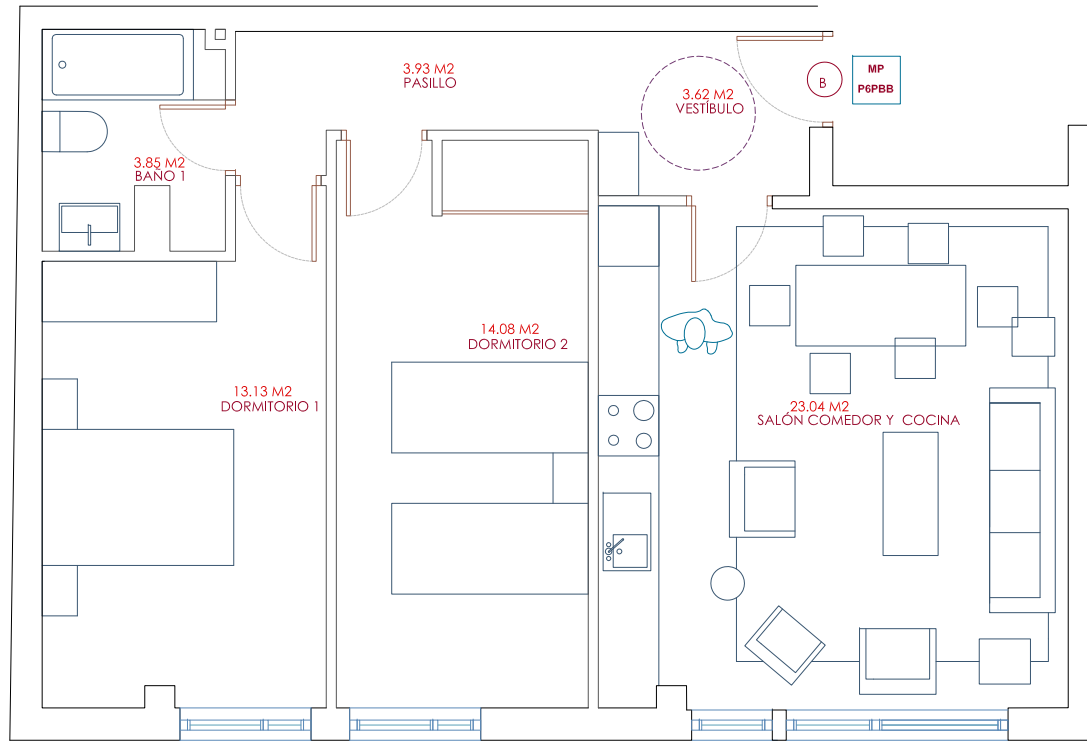 3.93 M2
PASILLO
3.62 M2
VESTÍBULO
B
MP
P6PBB
3.85 M2
BAÑO 1
14.08 M2
DORMITORIO 2
13.13 M2
DORMITORIO 1
23.04 M2
SALÓN COMEDOR Y COCINA